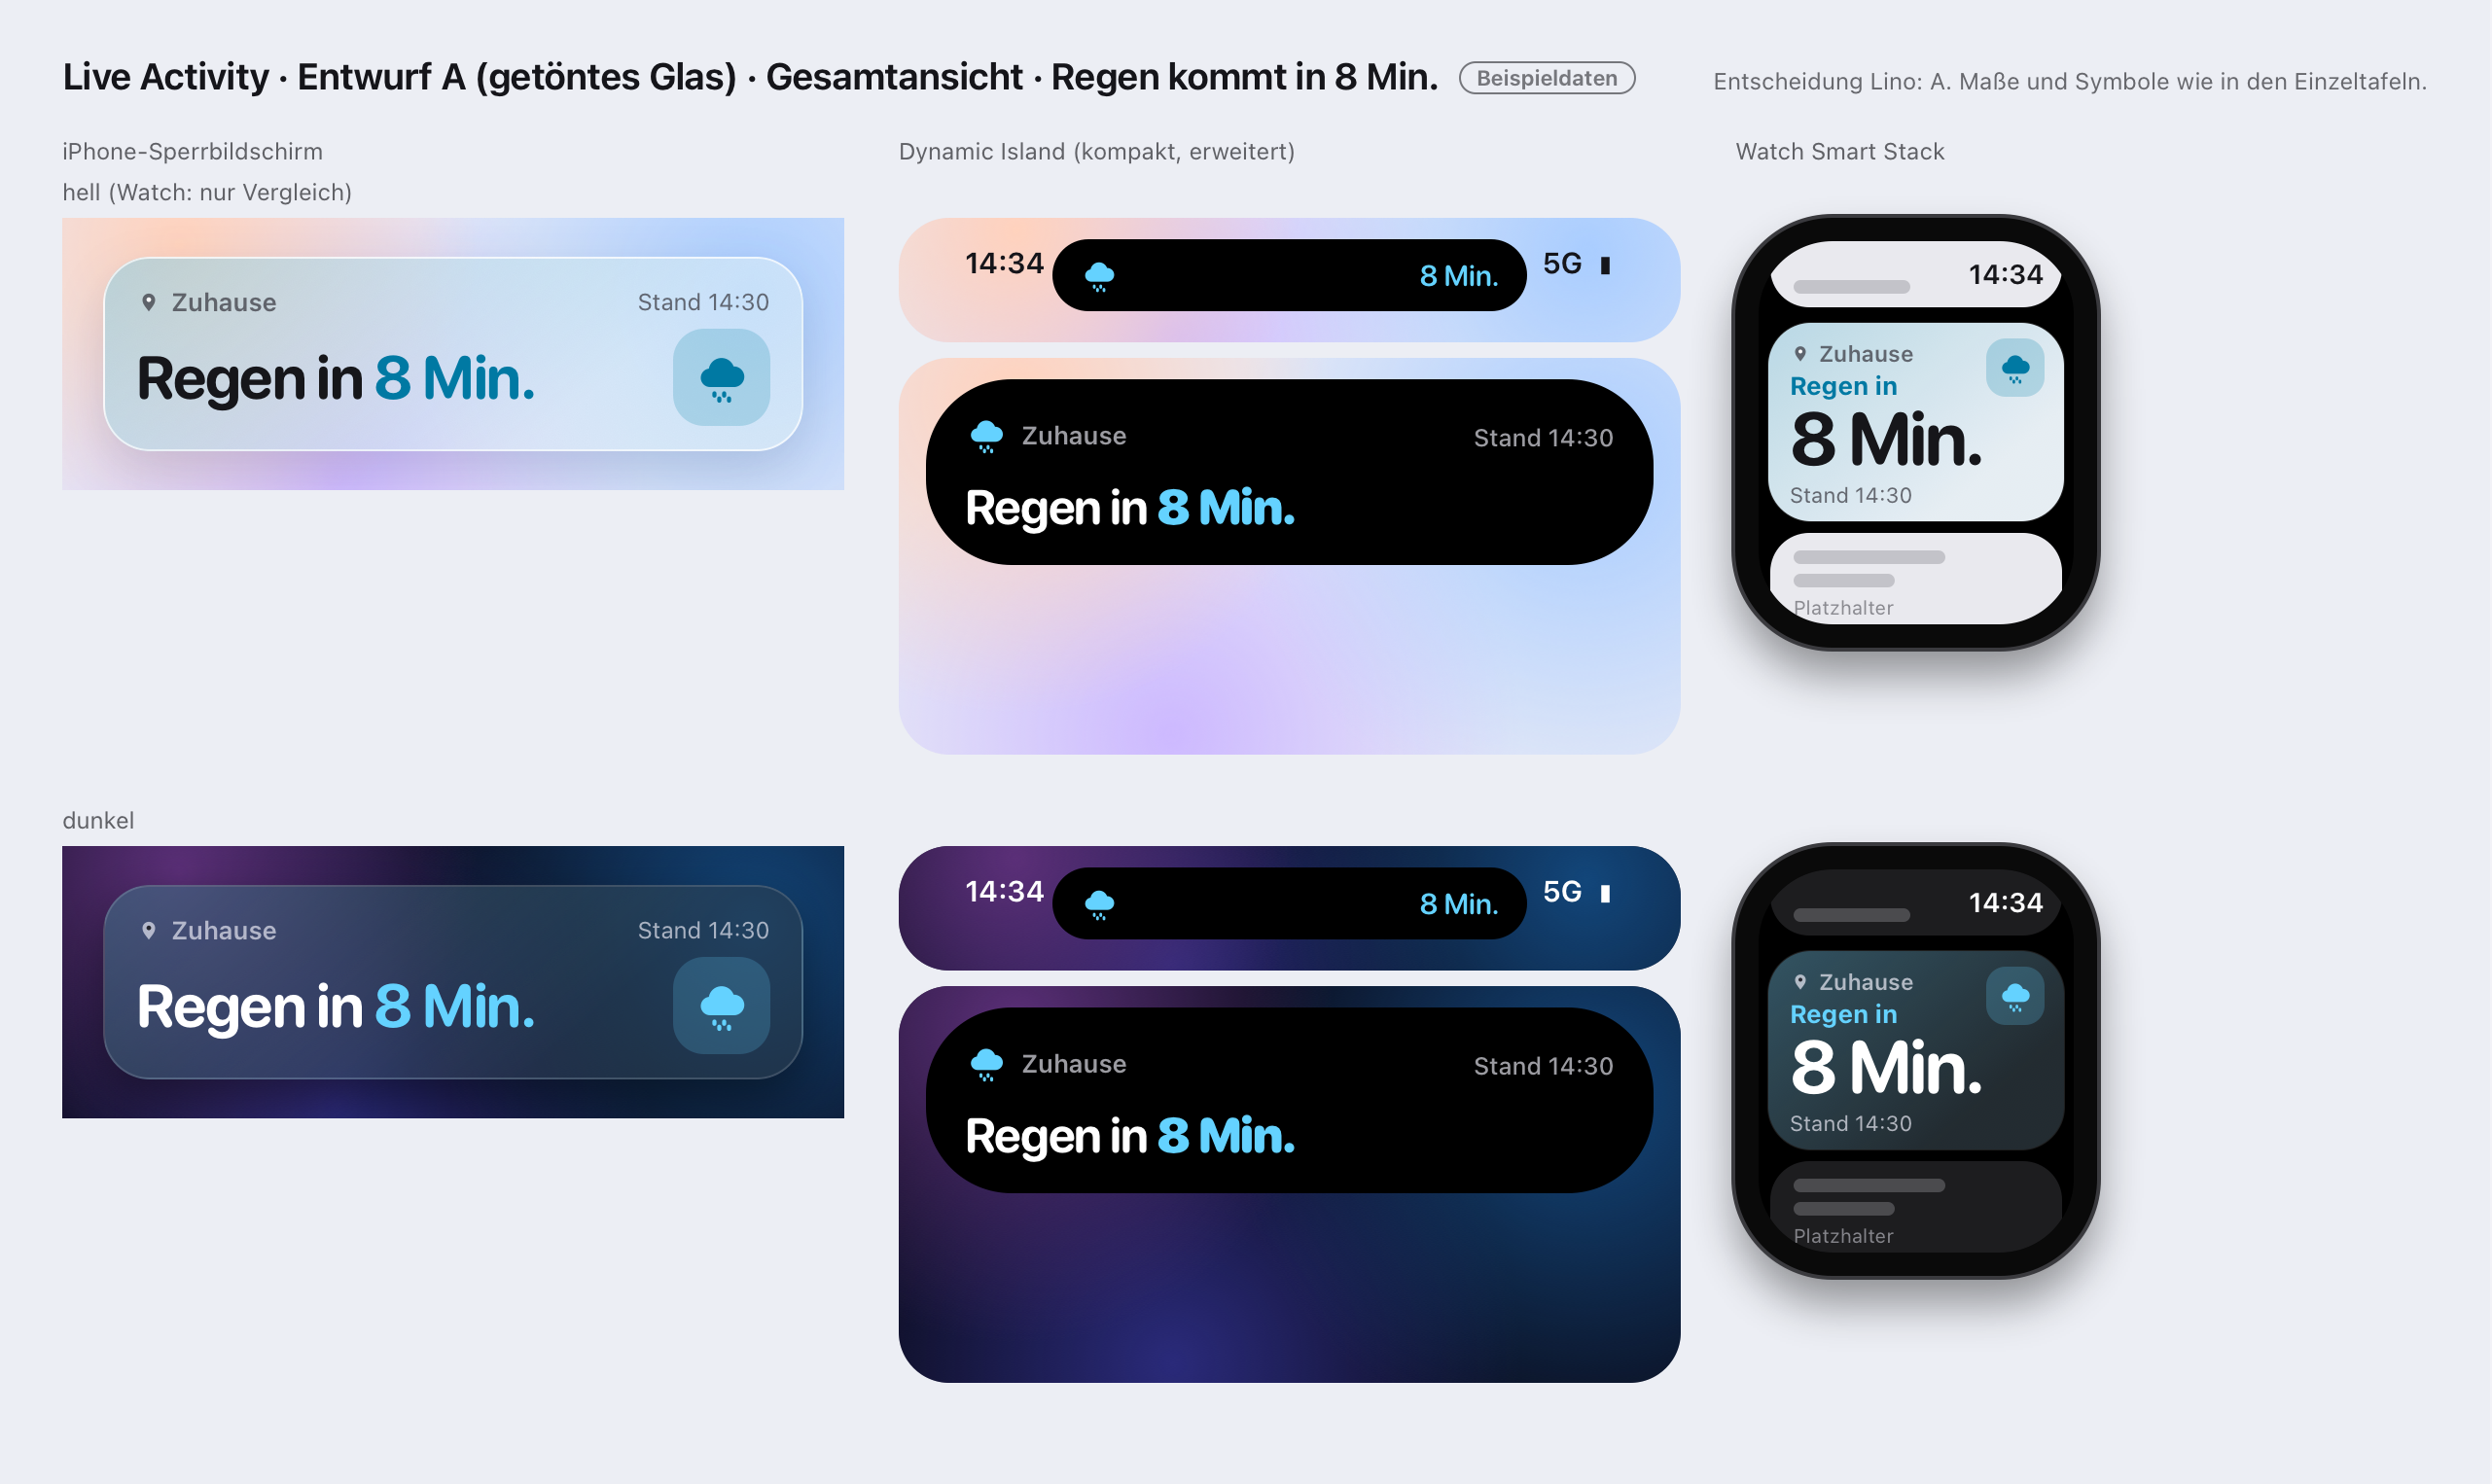 Live Activity · Entwurf A (getöntes Glas) · Gesamtansicht · Regen kommt in 8 Min.
Beispieldaten
Entscheidung Lino: A. Maße und Symbole wie in den Einzeltafeln.
iPhone-Sperrbildschirm
Dynamic Island (kompakt, erweitert)
Watch Smart Stack
hell (Watch: nur Vergleich)
Zuhause
Stand 14:30
Regen in 8 Min.
14:34
8 Min.
5G
Zuhause
Stand 14:30
Regen in 8 Min.
14:34
Zuhause
Regen in
8 Min.
Stand 14:30
Platzhalter
dunkel
Zuhause
Stand 14:30
Regen in 8 Min.
14:34
8 Min.
5G
Zuhause
Stand 14:30
Regen in 8 Min.
14:34
Zuhause
Regen in
8 Min.
Stand 14:30
Platzhalter